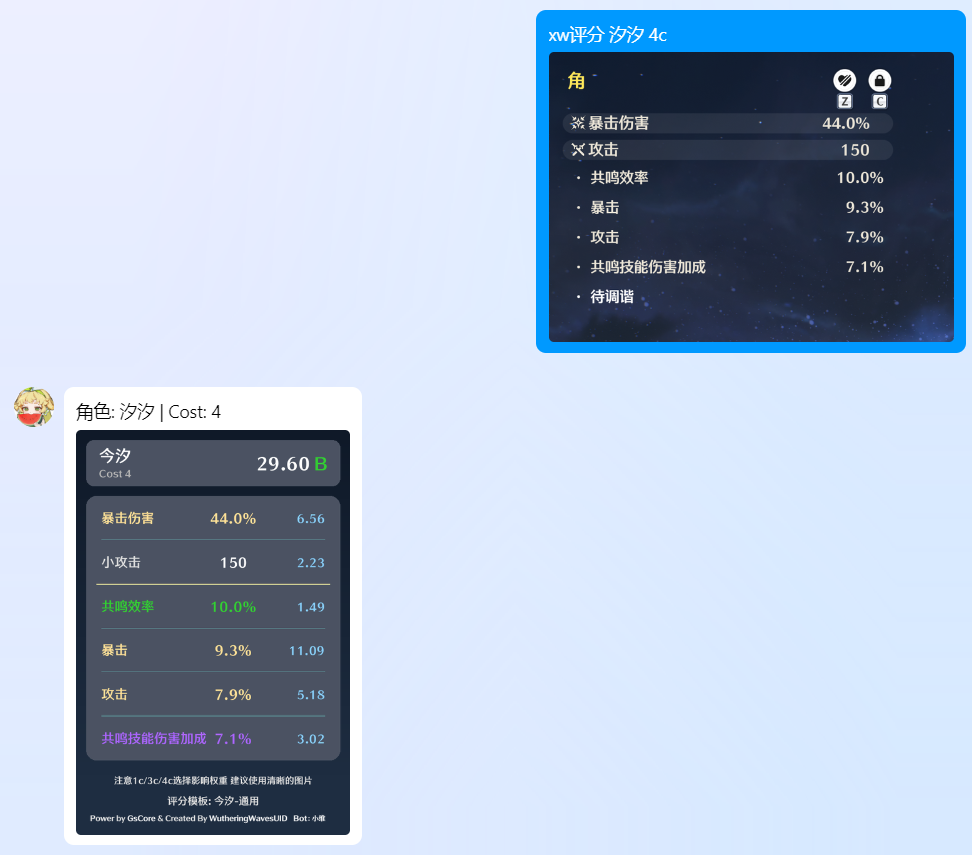 xw评分 汐汐 4c
角
Z C
暴击伤害 44.0%
攻击 150
· 共鸣效率 10.0%
· 暴击 9.3%
· 攻击 7.9%
· 共鸣技能伤害加成 7.1%
· 待调谐
角色: 汐汐 | Cost: 4
今汐
Cost 4
29.60 B
暴击伤害 44.0% 6.56
小攻击 150 2.23
共鸣效率 10.0% 1.49
暴击 9.3% 11.09
攻击 7.9% 5.18
共鸣技能伤害加成 7.1% 3.02
注意1c/3c/4c选择影响权重 建议使用清晰的图片
评分模板: 今汐-通用
Power by GsCore & Created By WutheringWavesUID Bot: 小维